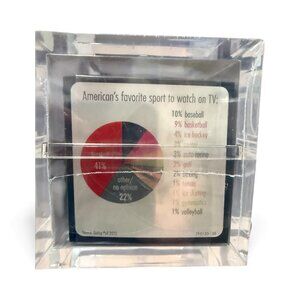 American's favorite sport to watch on TV:
10% baseball
9% basketball
4% ice hockey
3% auto racing
2% golf
2% boxing
1% tennis
1% ice skating
1% gymnastics
1% volleyball
41%
other/
no opinion
22%